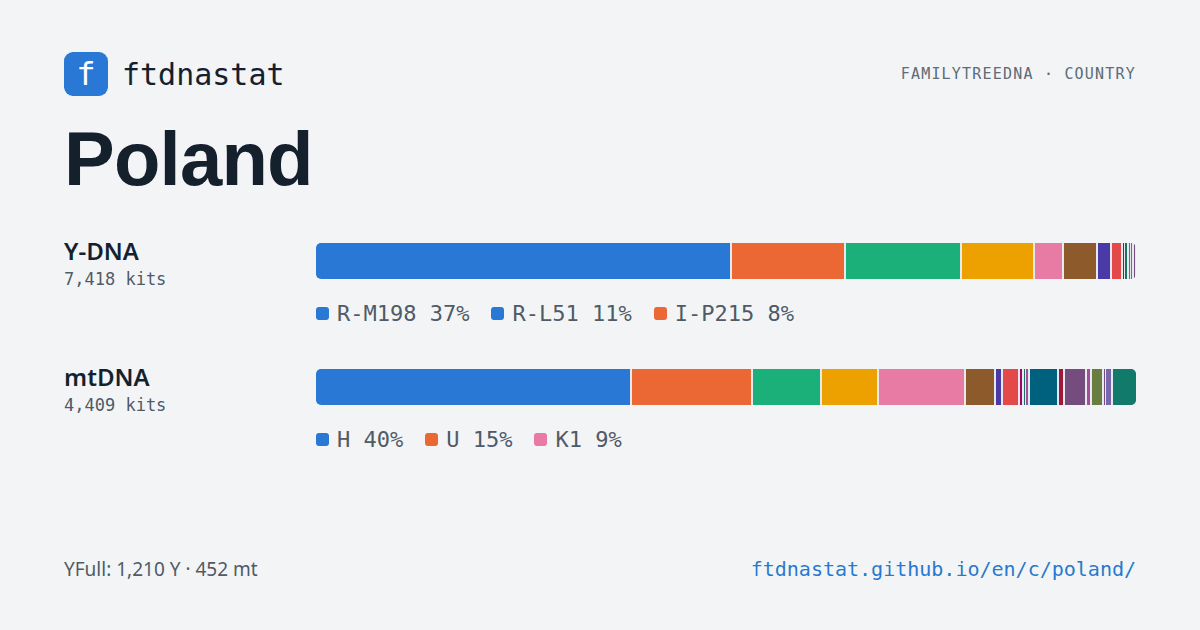 f ftdnastat
FAMILYTREEDNA · COUNTRY
Poland
Y-DNA
7,418 kits
R-M198 37% R-L51 11% I-P215 8%
mtDNA
4,409 kits
H 40% U 15% K1 9%
YFull: 1,210 Y · 452 mt
ftdnastat.github.io/en/c/poland/